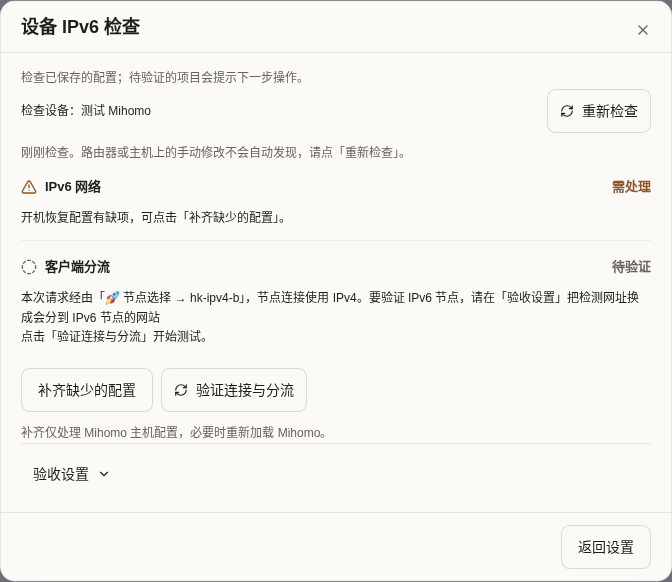 设备 IPv6 检查
检查已保存的配置；待验证的项目会提示下一步操作。
检查设备：测试 Mihomo
重新检查
刚刚检查。路由器或主机上的手动修改不会自动发现，请点「重新检查」。
IPv6 网络
需处理
开机恢复配置有缺项，可点击「补齐缺少的配置」。
客户端分流
待验证
本次请求经由「🚀 节点选择 → hk-ipv4-b」，节点连接使用 IPv4。要验证 IPv6 节点，请在「验收设置」把检测网址换
成会分到 IPv6 节点的网站
点击「验证连接与分流」开始测试。
补齐缺少的配置
验证连接与分流
补齐仅处理 Mihomo 主机配置，必要时重新加载 Mihomo。
验收设置
返回设置